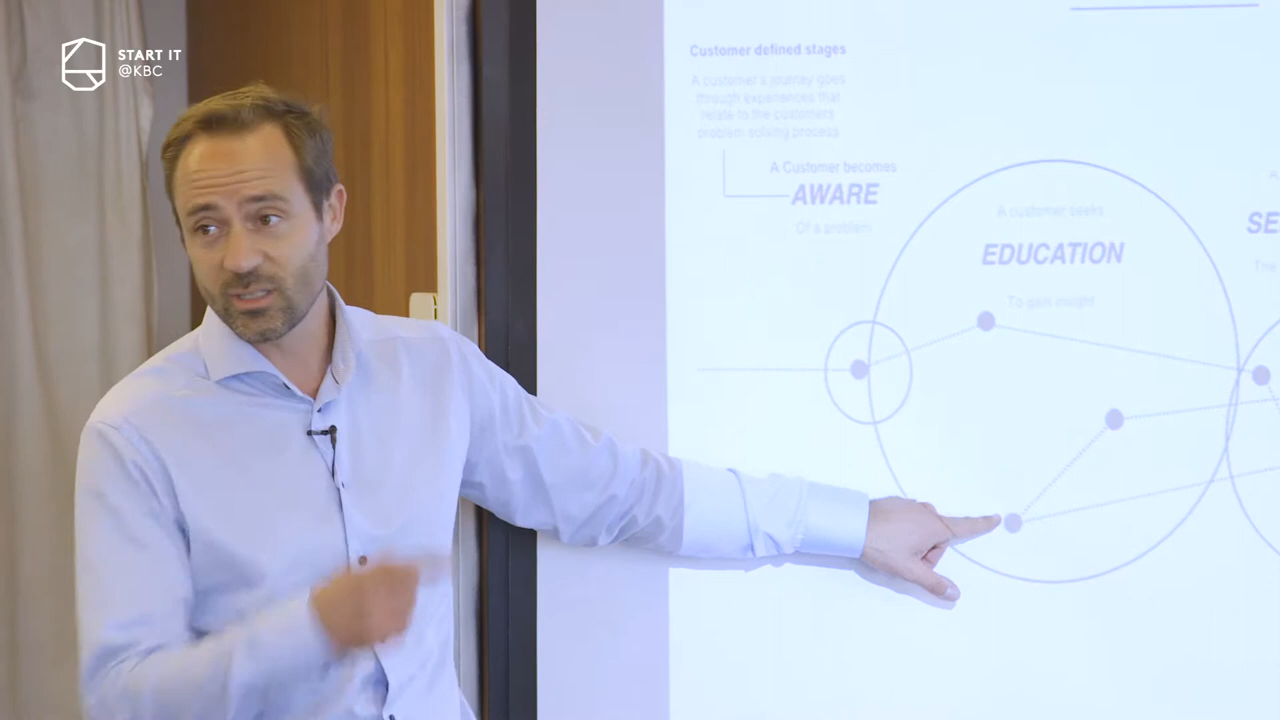 START IT
@KBC
Customer defined stages
A customer's journey goes
through experiences that
relate to the customers
problem solving process
A Customer becomes
AWARE
Of a problem
A customer seeks
EDUCATION
To gain insight
A
SE
The